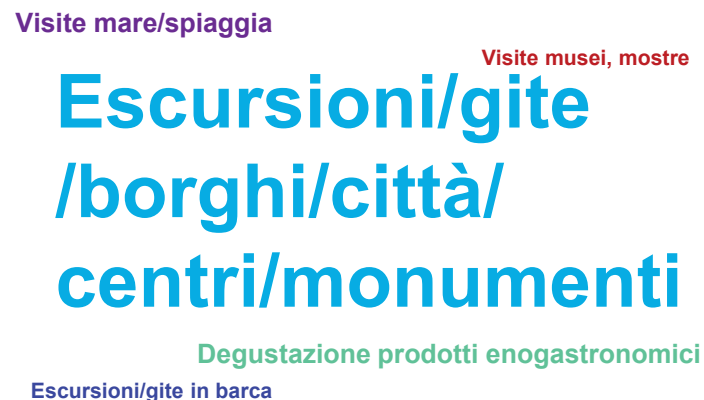 Visite mare/spiaggia
Visite musei, mostre
Escursioni/gite
/borghi/città/
centri/monumenti
Degustazione prodotti enogastronomici
Escursioni/gite in barca